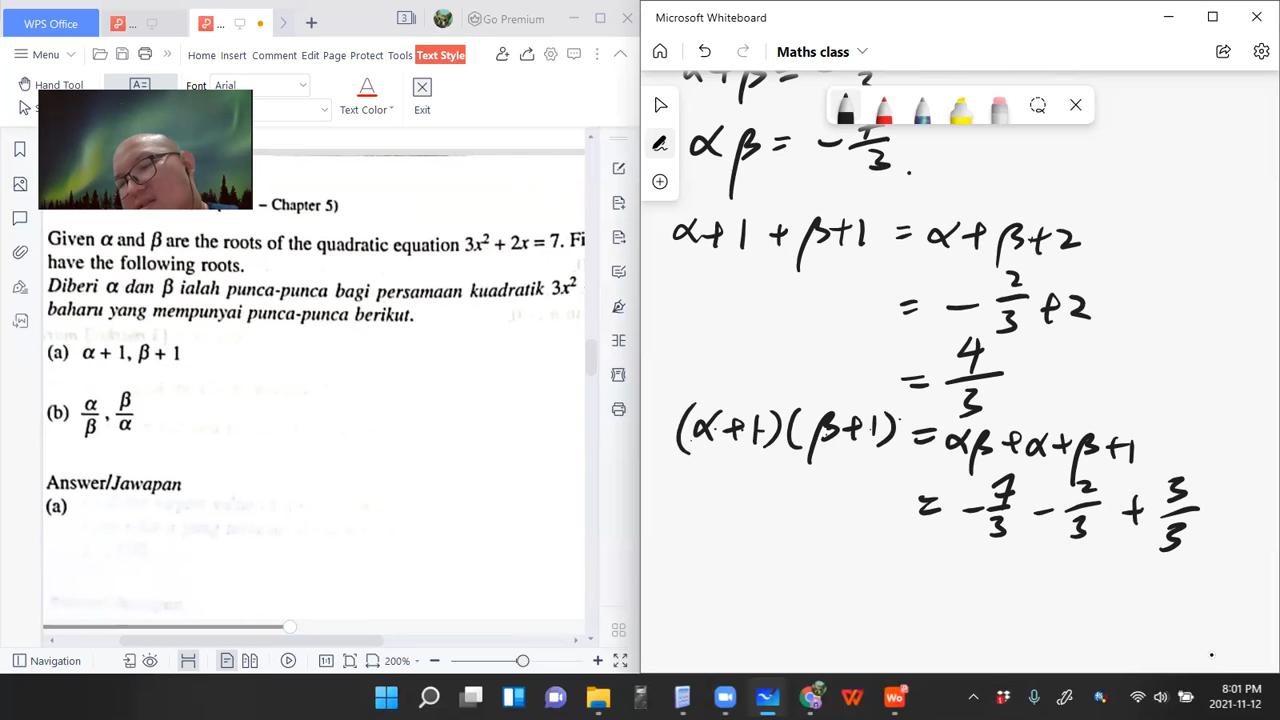 WPS Office
...
...
3
Go Premium
Microsoft Whiteboard
Menu
Home Insert Comment Edit Page Protect Tools Text Style
Maths class
Hand Tool
Font Arial
Text Color
Exit
– Chapter 5)
Given α and β are the roots of the quadratic equation 3x² + 2x = 7. Fi
have the following roots.
Diberi α dan β ialah punca-punca bagi persamaan kuadratik 3x²
baharu yang mempunyai punca-punca berikut.
(a) α + 1, β + 1
(b) α/β , β/α
Answer/Jawapan
(a)
αβ = -7/3 .
α+1 + β+1 = α+β+2
= -2/3 +2
= 4/3
(α+1)(β+1) = αβ+α+β+1
= -7/3 - 2/3 + 3/3
Navigation
1:1
200%
8:01 PM
2021-11-12